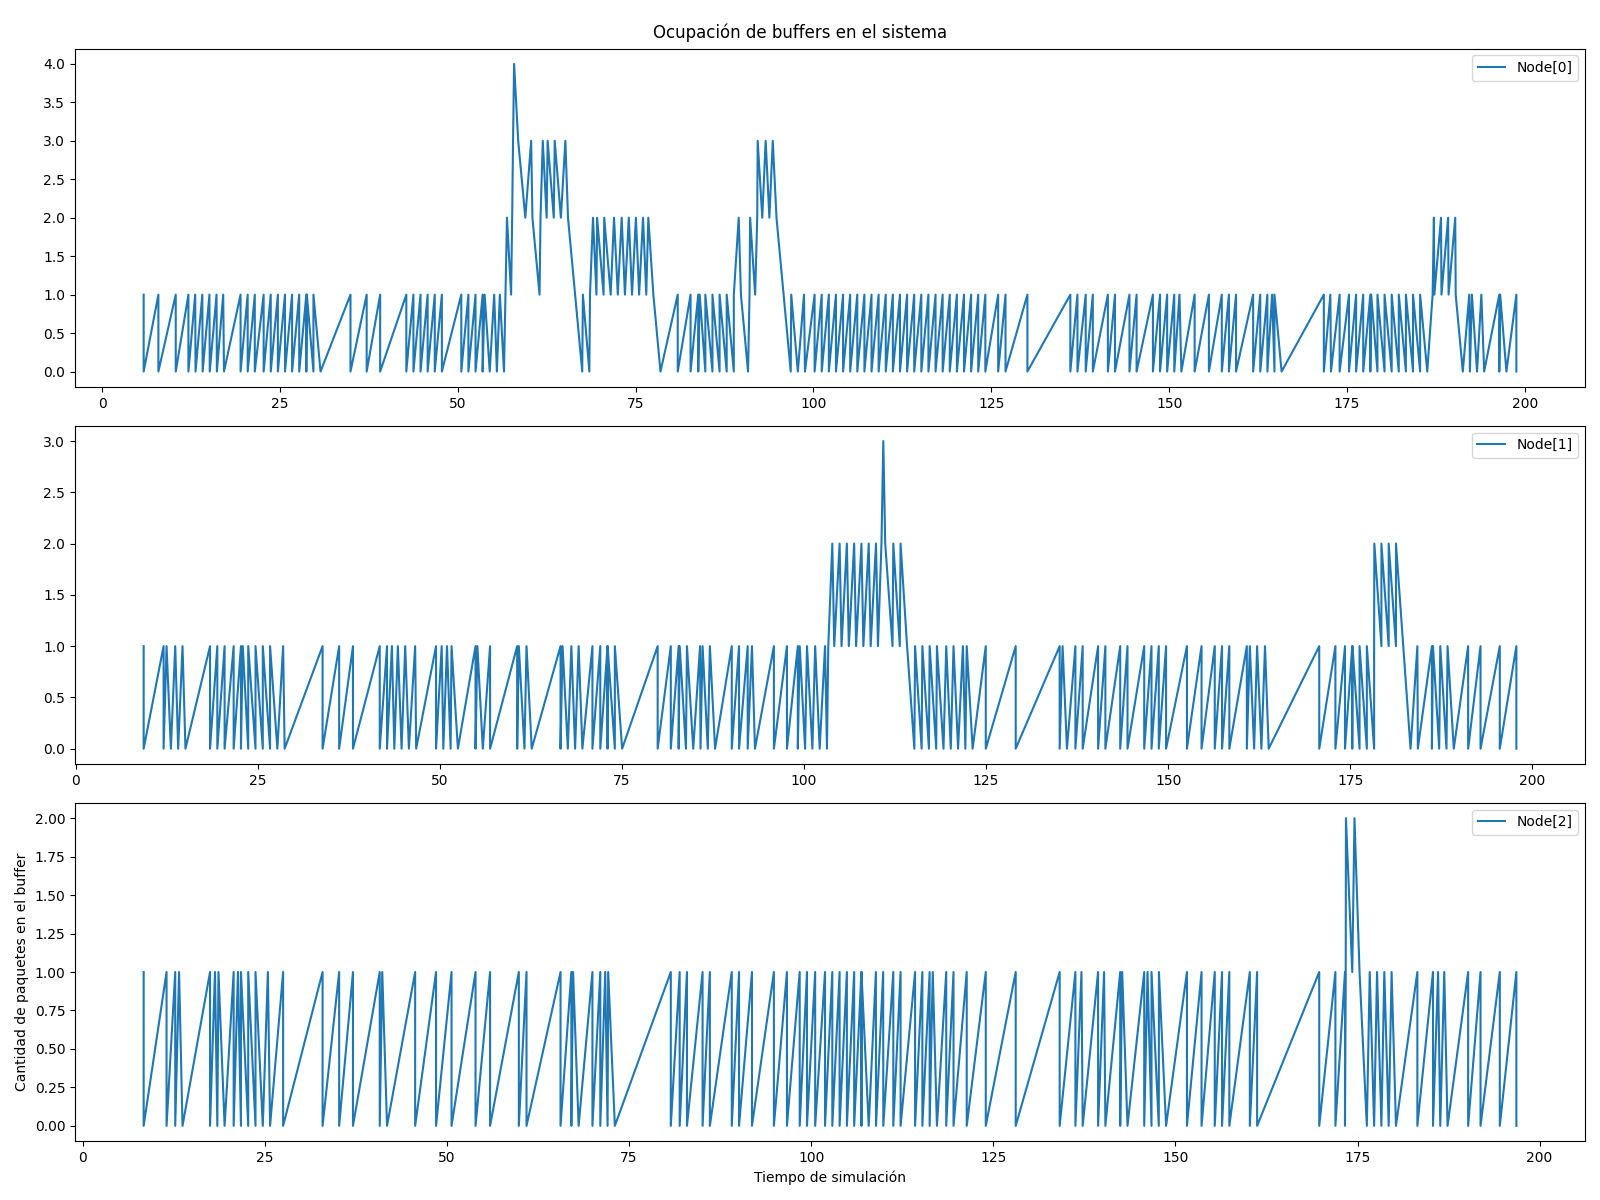 Ocupación de buffers en el sistema
4.0
3.5
3.0
2.5
2.0
1.5
1.0
0.5
0.0
Node[0]
0 25 50 75 100 125 150 175 200
3.0
2.5
2.0
1.5
1.0
0.5
0.0
Node[1]
0 25 50 75 100 125 150 175 200
Cantidad de paquetes en el buffer
2.00
1.75
1.50
1.25
1.00
0.75
0.50
0.25
0.00
Node[2]
0 25 50 75 100 125 150 175 200
Tiempo de simulación